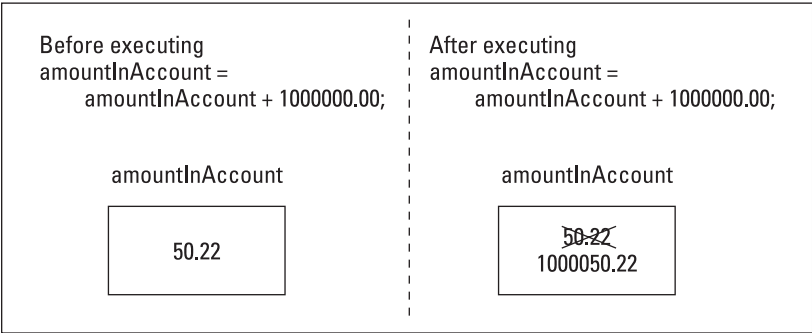 Before executing
amountInAccount =
amountInAccount + 1000000.00;
amountInAccount
50.22
After executing
amountInAccount =
amountInAccount + 1000000.00;
amountInAccount
50.22
1000050.22